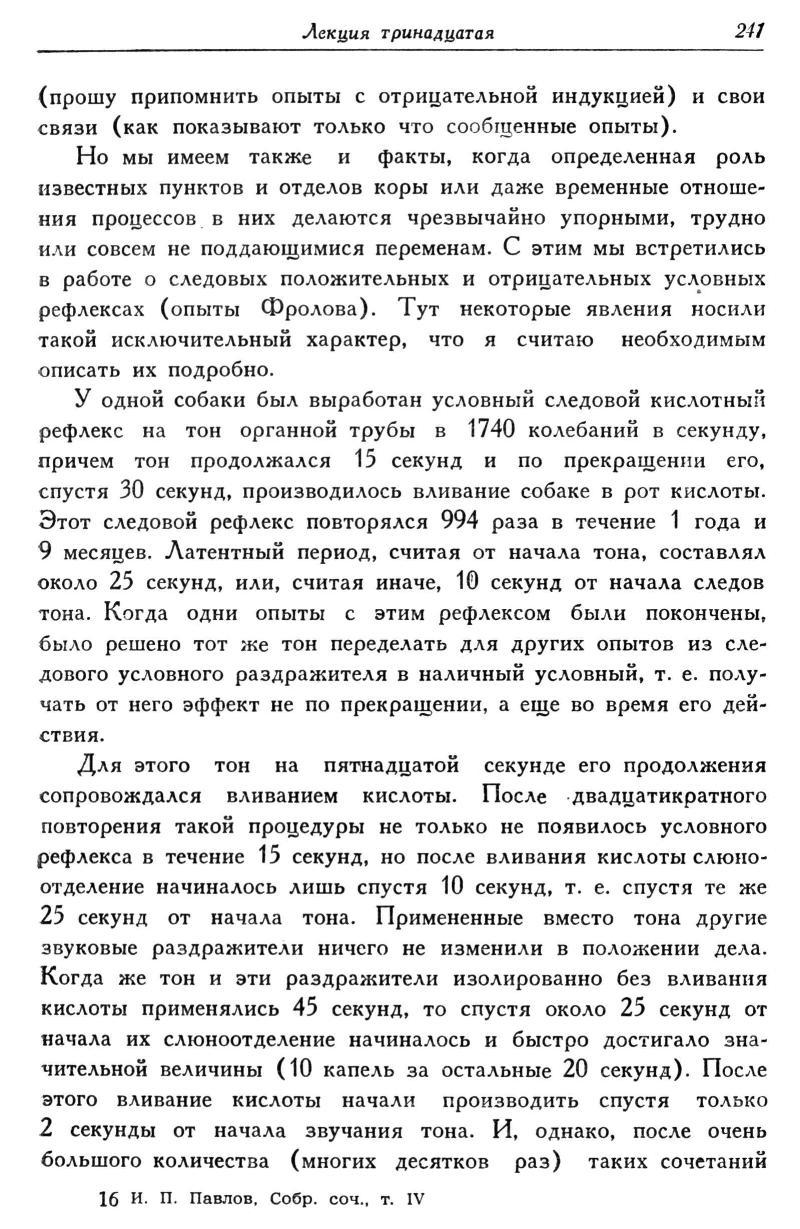 Лекция тринадцатая 241
(прошу припомнить опыты с отрицательной индукцией) и свои
связи (как показывают только что сообщенные опыты).
Но мы имеем также и факты, когда определенная роль
известных пунктов и отделов коры или даже временные отноше-
ния процессов в них делаются чрезвычайно упорными, трудно
или совсем не поддающимися переменам. С этим мы встретились
в работе о следовых положительных и отрицательных условных
рефлексах (опыты Фролова). Тут некоторые явления носили
такой исключительный характер, что я считаю необходимым
описать их подробно.
У одной собаки был выработан условный следовой кислотный
рефлекс на тон органной трубы в 1740 колебаний в секунду,
причем тон продолжался 15 секунд и по прекращении его,
спустя 30 секунд, производилось вливание собаке в рот кислоты.
Этот следовой рефлекс повторялся 994 раза в течение 1 года и
9 месяцев. Латентный период, считая от начала тона, составлял
около 25 секунд, или, считая иначе, 10 секунд от начала следов
тона. Когда одни опыты с этим рефлексом были покончены,
было решено тот же тон переделать для других опытов из сле-
дового условного раздражителя в наличный условный, т. е. полу-
чать от него эффект не по прекращении, а еще во время его дей-
ствия.
Для этого тон на пятнадцатой секунде его продолжения
сопровождался вливанием кислоты. После двадцатикратного
повторения такой процедуры не только не появилось условного
рефлекса в течение 15 секунд, но после вливания кислоты слюно-
отделение начиналось лишь спустя 10 секунд, т. е. спустя те же
25 секунд от начала тона. Примененные вместо тона другие
звуковые раздражители ничего не изменили в положении дела.
Когда же тон и эти раздражители изолированно без вливания
кислоты применялись 45 секунд, то спустя около 25 секунд от
начала их слюноотделение начиналось и быстро достигало зна-
чительной величины (10 капель за остальные 20 секунд). После
этого вливание кислоты начали производить спустя только
2 секунды от начала звучания тона. И, однако, после очень
большого количества (многих десятков раз) таких сочетаний
16 И. П. Павлов, Собр. соч., т. IV